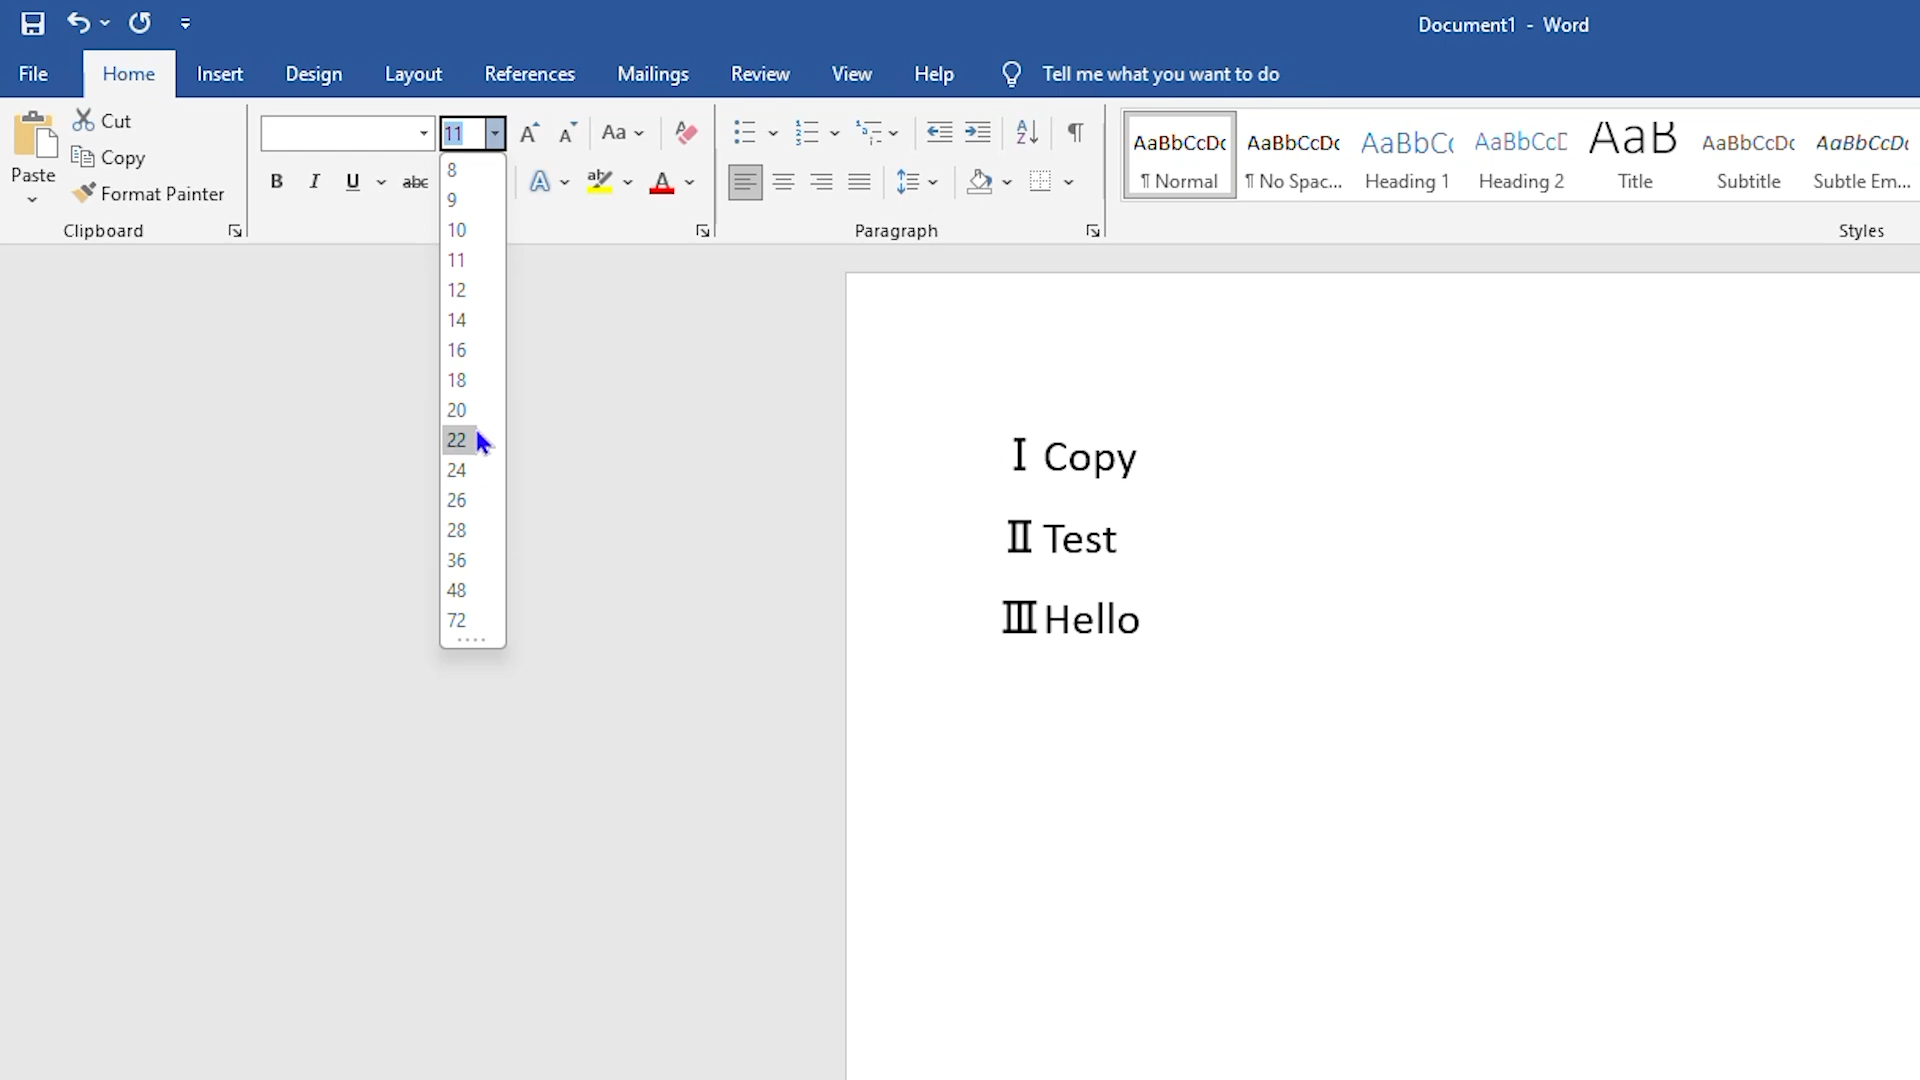 Document1 - Word
File Home Insert Design Layout References Mailings Review View Help Tell me what you want to do
Paste
Cut
Copy
Format Painter
Clipboard
11
Aa
B I U abc
A
8
9
10
11
12
14
16
18
20
22
24
26
28
36
48
72
Paragraph
AaBbCcDc AaBbCcDc AaBbCc AaBbCcD AaB AaBbCcDc AaBbCcDc
¶ Normal ¶ No Spac... Heading 1 Heading 2 Title Subtitle Subtle Em...
Styles
Ⅰ Copy
Ⅱ Test
Ⅲ Hello